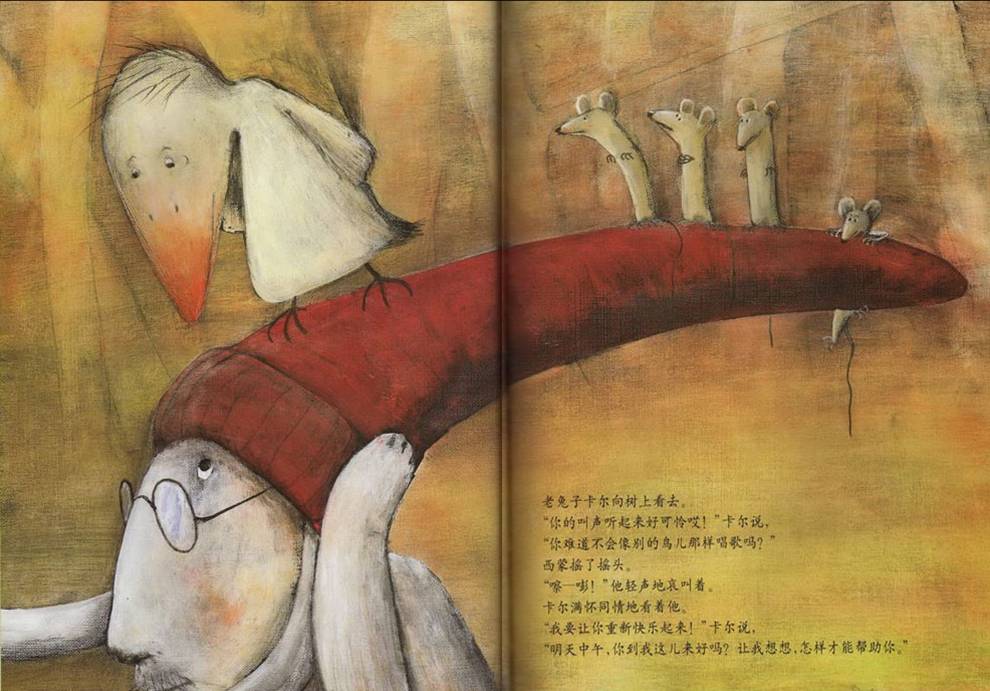 老兔子卡尔向树上看去。
“你的叫声听起来好可怜哎！”卡尔说，
“你难道不会像别的鸟儿那样唱歌吗？”
西蒙摇了摇头。
“嚓—嘭！”他轻声地哀叫着。
卡尔满怀同情地看着他。
“我要让你重新快乐起来！”卡尔说，
“明天中午，你到我这儿来好吗？让我想想，怎样才能帮助你。”